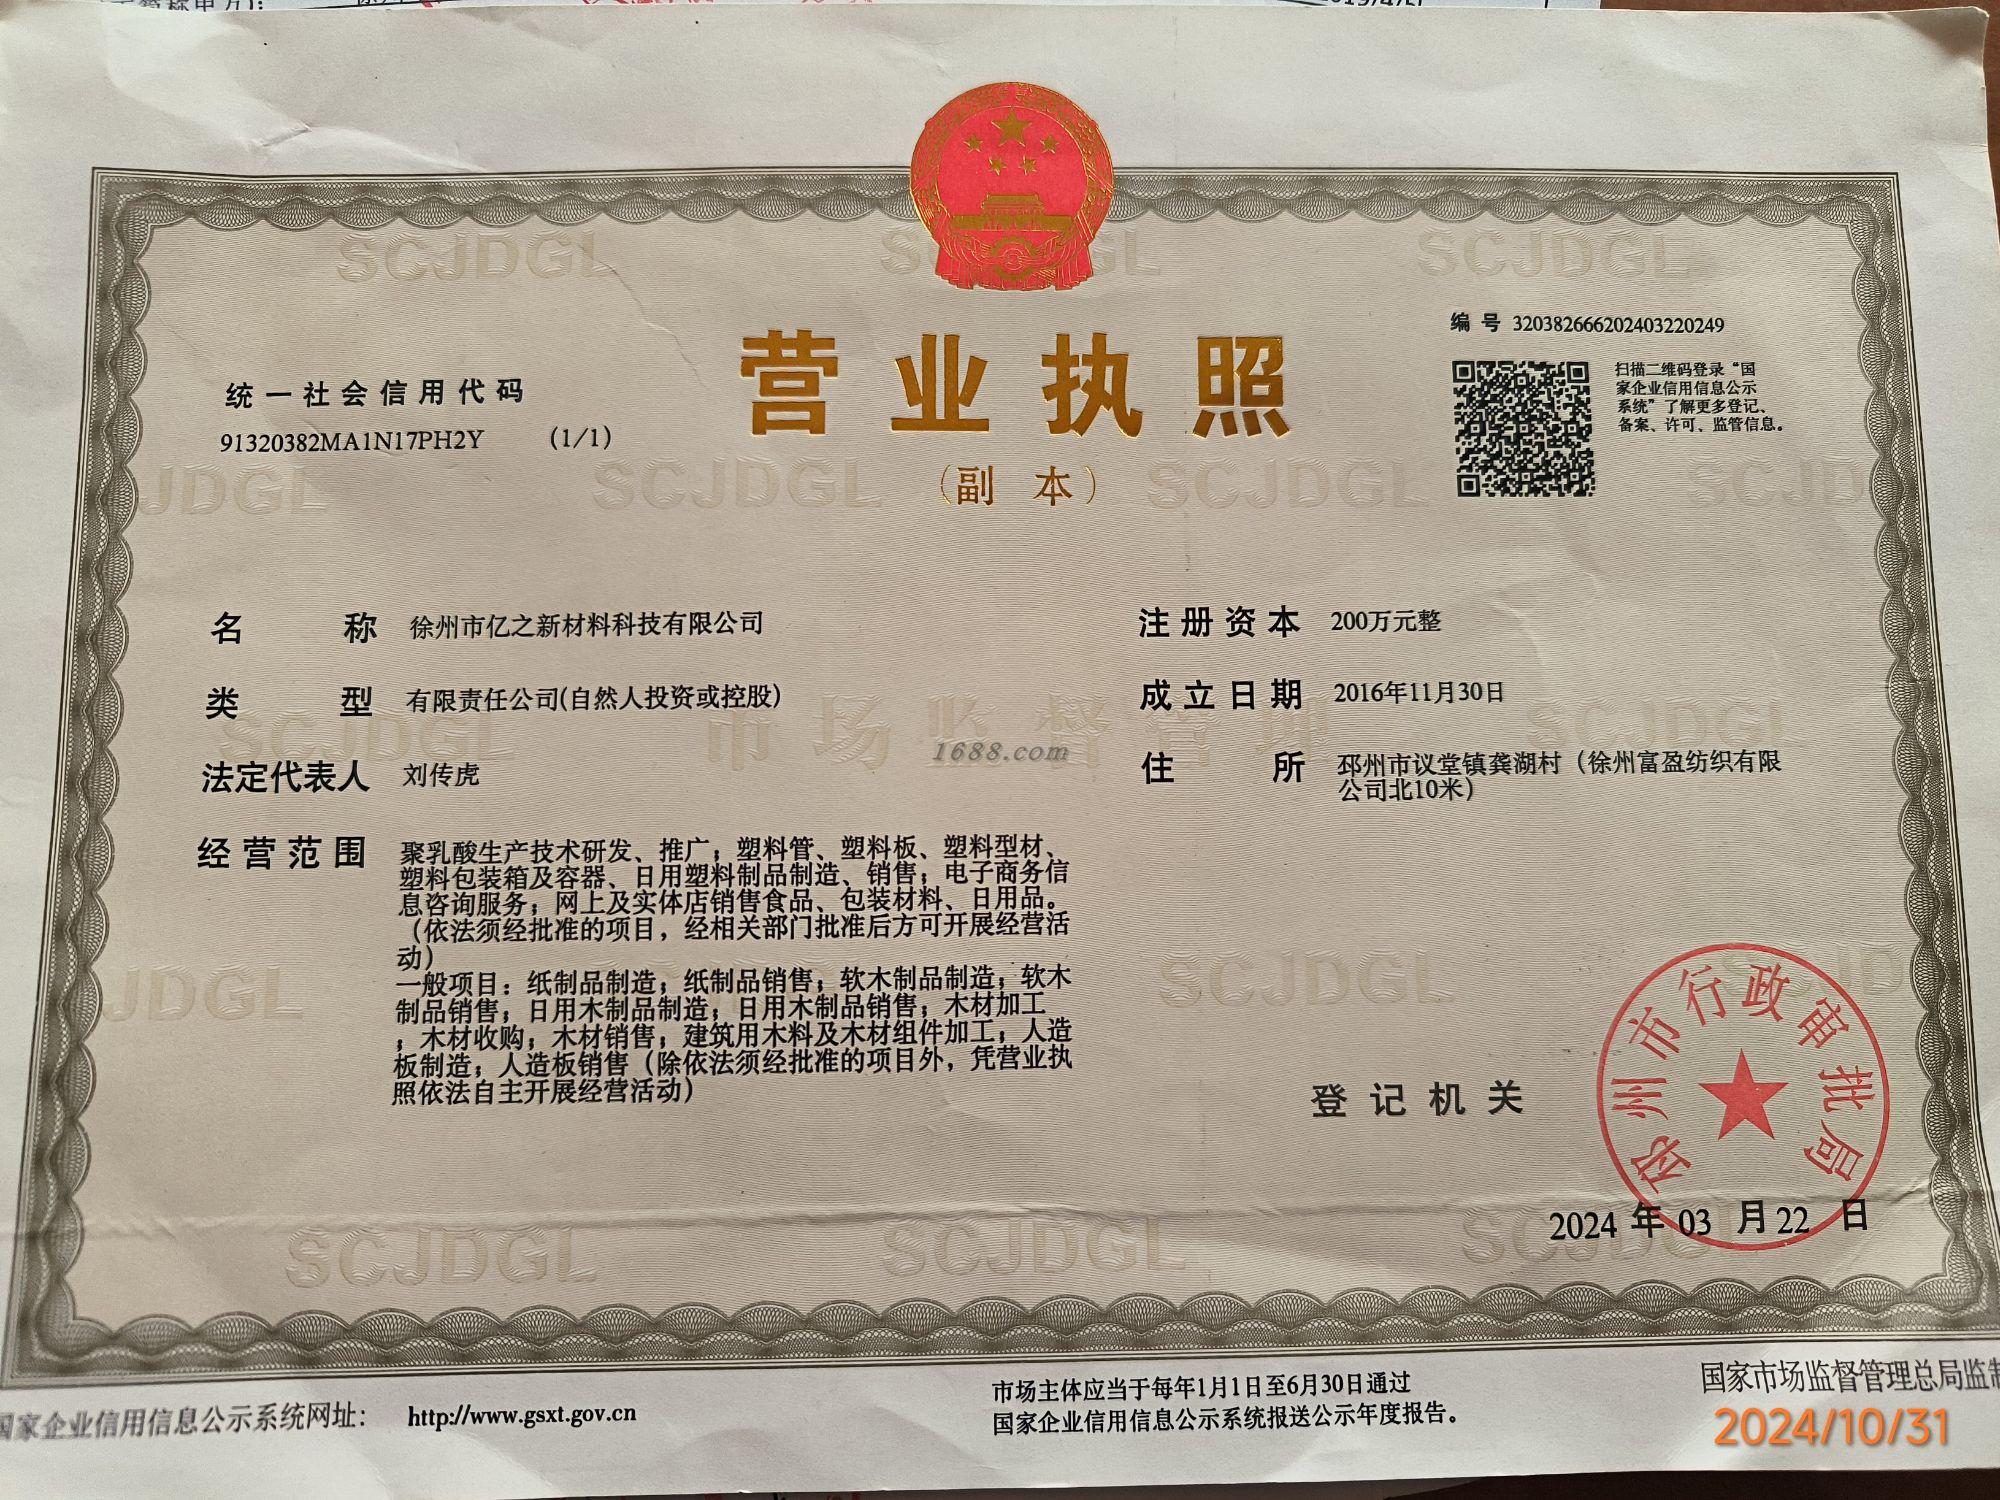 编号 320382666202403220249
统一社会信用代码
91320382MA1N17PH2Y (1/1)
营业执照
(副本)
扫描二维码登录“国
家企业信用信息公示
系统”了解更多登记、
备案、许可、监管信息。
名称 徐州市亿之新材料科技有限公司
类型 有限责任公司(自然人投资或控股)
法定代表人 刘传虎
经营范围 聚乳酸生产技术研发、推广；塑料管、塑料板、塑料型材、
塑料包装箱及容器、日用塑料制品制造、销售；电子商务信
息咨询服务；网上及实体店销售食品、包装材料、日用品。
（依法须经批准的项目，经相关部门批准后方可开展经营活
动）
一般项目：纸制品制造；纸制品销售；软木制品制造；软木
制品销售；日用木制品制造；日用木制品销售；木材加工
；木材收购；木材销售；建筑用木料及木材组件加工；人造
板制造；人造板销售（除依法须经批准的项目外，凭营业执
照依法自主开展经营活动）
注册资本 200万元整
成立日期 2016年11月30日
住所 邳州市议堂镇龚湖村（徐州富盈纺织有限
公司北10米）
1688.com
登记机关
邳州市行政审批局
2024年03月22日
国家企业信用信息公示系统网址： http://www.gsxt.gov.cn
市场主体应当于每年1月1日至6月30日通过
国家企业信用信息公示系统报送公示年度报告。
国家市场监督管理总局监制
2024/10/31